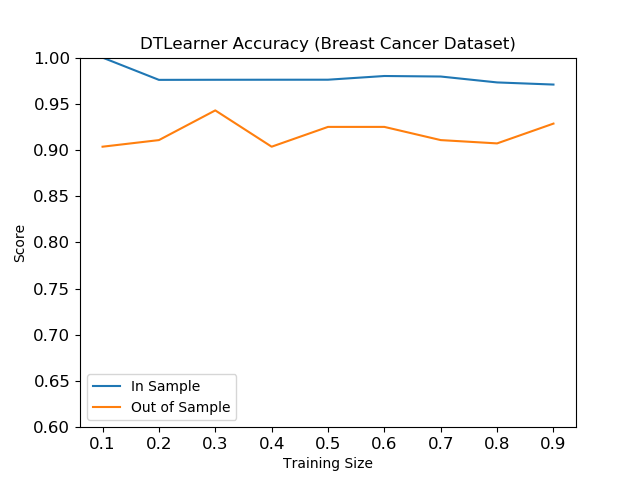 DTLearner Accuracy (Breast Cancer Dataset)
1.00
0.95
0.90
0.85
0.80
0.75
0.70
0.65
0.60
Score
In Sample
Out of Sample
0.1 0.2 0.3 0.4 0.5 0.6 0.7 0.8 0.9
Training Size